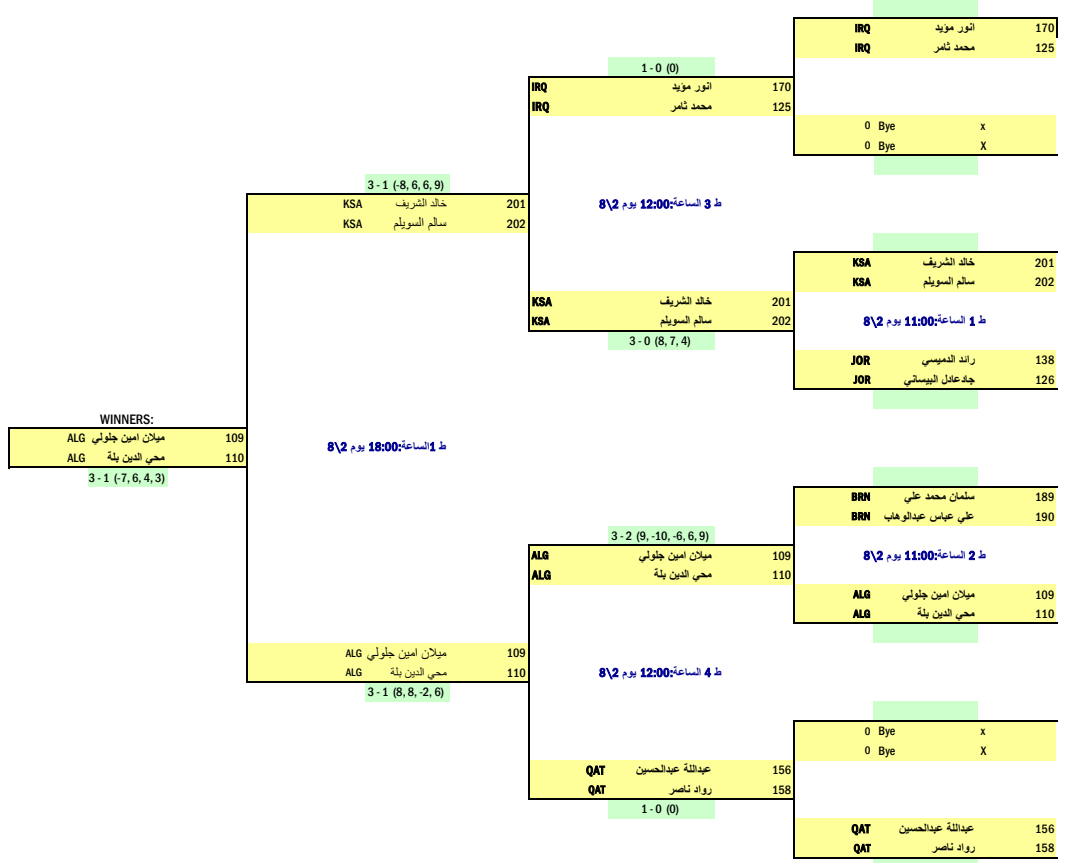 IRQ انور مؤيد 170
IRQ محمد ثامر 125
1 - 0 (0)
IRQ انور مؤيد 170
IRQ محمد ثامر 125
0 Bye x
0 Bye X
3 - 1 (-8, 6, 6, 9)
KSA خالد الشريف 201
KSA سالم السويلم 202
ط 3 الساعة:12:00 يوم 2\8
KSA خالد الشريف 201
KSA سالم السويلم 202
KSA خالد الشريف 201
KSA سالم السويلم 202
ط 1 الساعة:11:00 يوم 2\8
3 - 0 (8, 7, 4)
JOR رائد الدميسي 138
JOR جادعادل البيساني 126
WINNERS:
ALG ميلان امين جلولي 109
ALG محي الدين بلة 110
ط 1الساعة:18:00 يوم 2\8
3 - 1 (-7, 6, 4, 3)
BRN سلمان محمد علي 189
BRN علي عباس عبدالوهاب 190
3 - 2 (9, -10, -6, 6, 9)
ALG ميلان امين جلولي 109
ALG محي الدين بلة 110
ط 2 الساعة:11:00 يوم 2\8
ALG ميلان امين جلولي 109
ALG محي الدين بلة 110
ALG ميلان امين جلولي 109
ALG محي الدين بلة 110
ط 4 الساعة:12:00 يوم 2\8
3 - 1 (8, 8, -2, 6)
0 Bye x
0 Bye X
QAT عبداللة عبدالحسين 156
QAT رواد ناصر 158
1 - 0 (0)
QAT عبداللة عبدالحسين 156
QAT رواد ناصر 158